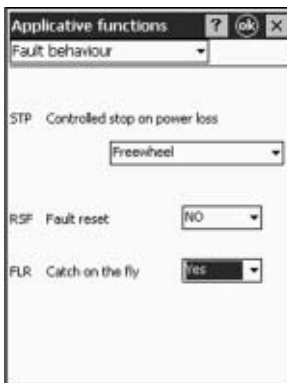 Applicative functions ? ok ×
Fault behaviour
STP Controlled stop on power loss
Freewheel
RSF Fault reset NO
FLR Catch on the fly Yes